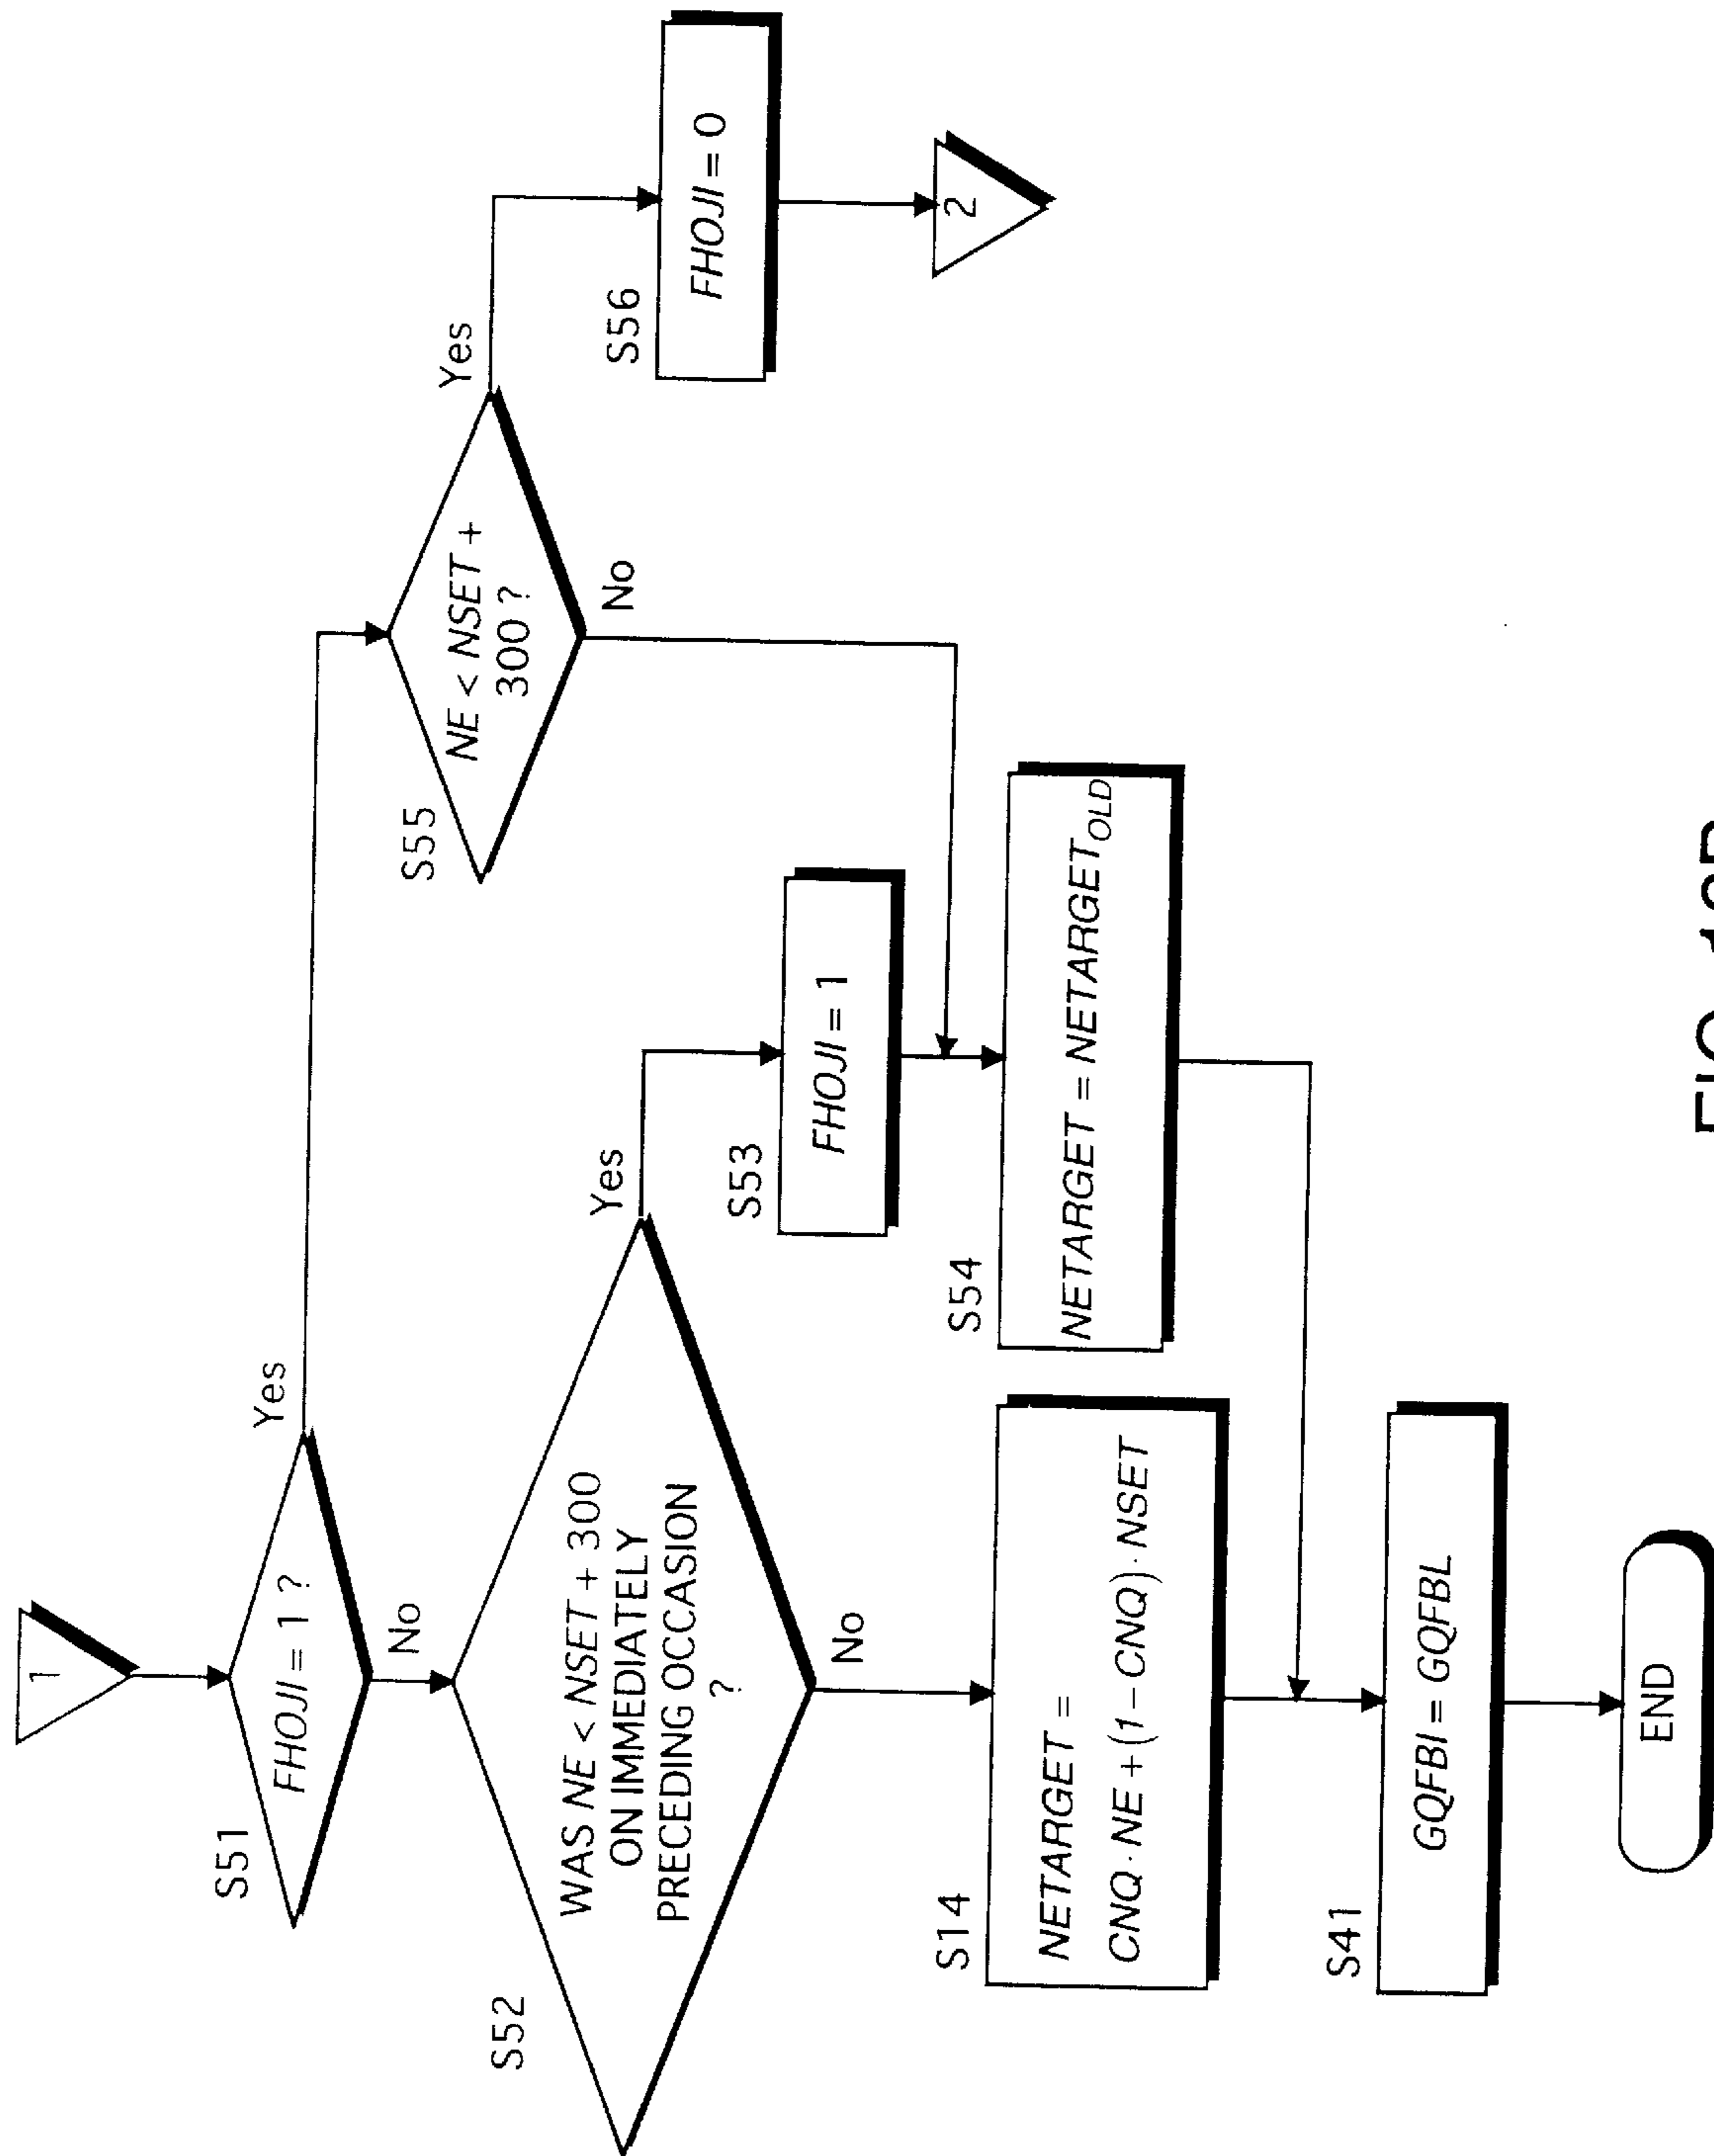 1
S51
FHOJI = 1 ?
Yes
No
S52
WAS NE < NSET + 300
ON IMMEDIATELY
PRECEDING OCCASION
?
Yes
No
S55
NE < NSET +
300 ?
Yes
No
S56
FHOJI = 0
2
S53
FHOJI = 1
S54
NETARGET = NETARGET_OLD
S14
NETARGET =
CNQ · NE + (1 − CNQ) · NSET
S41
GQFBI = GQFBL
END